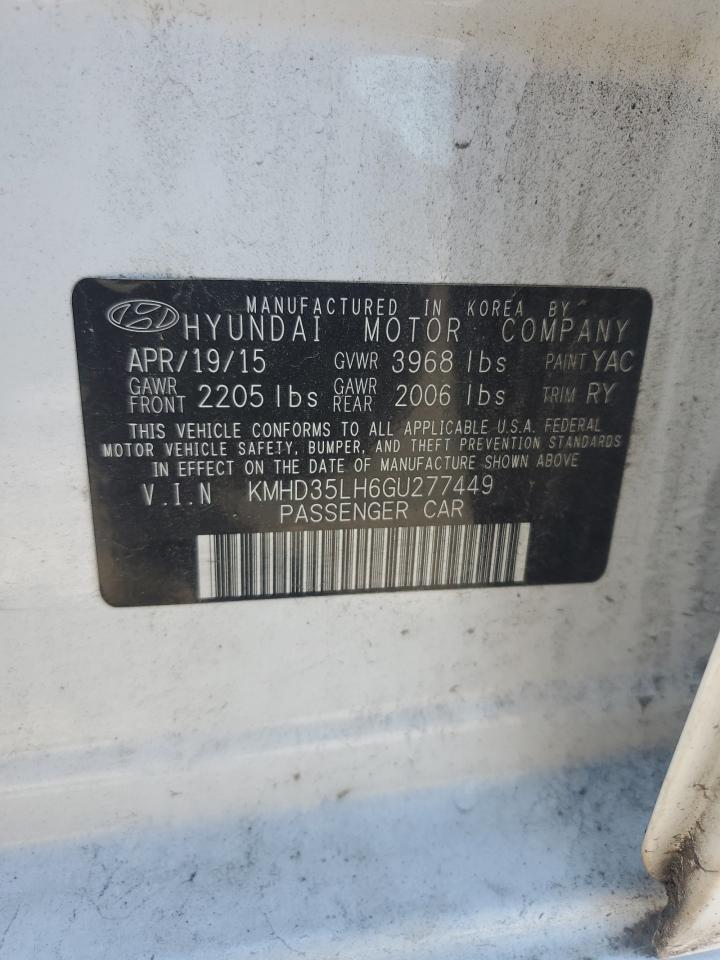 MANUFACTURED IN KOREA BY
HYUNDAI MOTOR COMPANY
APR/19/15 GVWR 3968 lbs PAINT YAC
GAWR FRONT 2205 lbs GAWR REAR 2006 lbs TRIM RY
THIS VEHICLE CONFORMS TO ALL APPLICABLE U.S.A. FEDERAL
MOTOR VEHICLE SAFETY, BUMPER, AND THEFT PREVENTION STANDARDS
IN EFFECT ON THE DATE OF MANUFACTURE SHOWN ABOVE
V.I.N KMHD35LH6GU277449
PASSENGER CAR